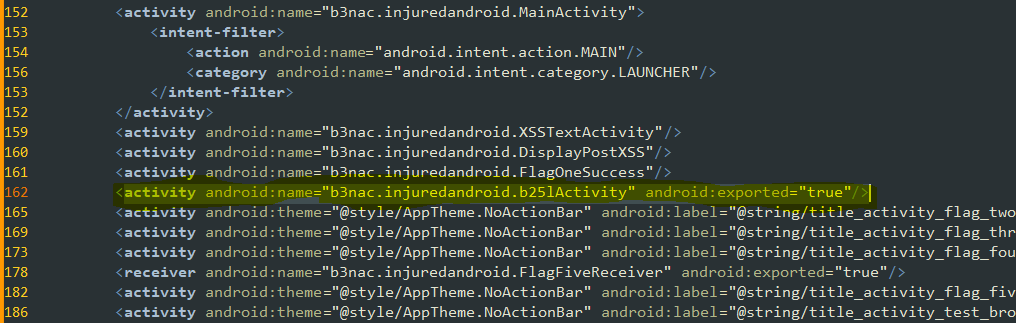 152 <activity android:name="b3nac.injuredandroid.MainActivity">
153 <intent-filter>
154 <action android:name="android.intent.action.MAIN"/>
156 <category android:name="android.intent.category.LAUNCHER"/>
153 </intent-filter>
152 </activity>
159 <activity android:name="b3nac.injuredandroid.XSSTextActivity"/>
160 <activity android:name="b3nac.injuredandroid.DisplayPostXSS"/>
161 <activity android:name="b3nac.injuredandroid.FlagOneSuccess"/>
162 <activity android:name="b3nac.injuredandroid.b25lActivity" android:exported="true"/>
165 <activity android:theme="@style/AppTheme.NoActionBar" android:label="@string/title_activity_flag_two
169 <activity android:theme="@style/AppTheme.NoActionBar" android:label="@string/title_activity_flag_thr
173 <activity android:theme="@style/AppTheme.NoActionBar" android:label="@string/title_activity_flag_fou
178 <receiver android:name="b3nac.injuredandroid.FlagFiveReceiver" android:exported="true"/>
182 <activity android:theme="@style/AppTheme.NoActionBar" android:label="@string/title_activity_flag_fiv
186 <activity android:theme="@style/AppTheme.NoActionBar" android:label="@string/title_activity_test_bro